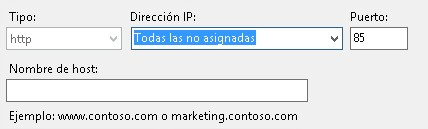 Tipo: Dirección IP: Puerto:
http Todas las no asignadas 85
Nombre de host:
Ejemplo: www.contoso.com o marketing.contoso.com